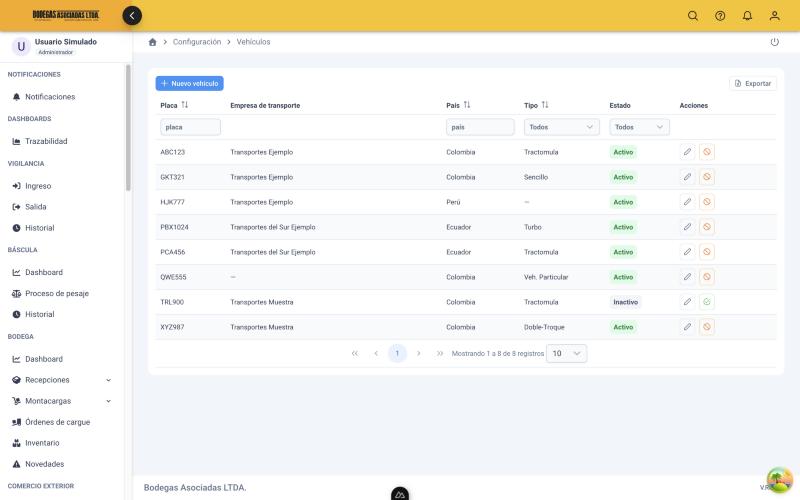 BODEGAS ASOCIADAS LTDA.
U
Usuario Simulado
Administrador
Configuración
Vehículos
NOTIFICACIONES
Notificaciones
DASHBOARDS
Trazabilidad
VIGILANCIA
Ingreso
Salida
Historial
BÁSCULA
Dashboard
Proceso de pesaje
Historial
BODEGA
Dashboard
Recepciones
Montacargas
Órdenes de cargue
Inventario
Novedades
COMERCIO EXTERIOR
+ Nuevo vehículo
Exportar
Placa Empresa de transporte País Tipo Estado Acciones
placa país Todos Todos
ABC123 Transportes Ejemplo Colombia Tractomula Activo
GKT321 Transportes Ejemplo Colombia Sencillo Activo
HJK777 Transportes Ejemplo Perú — Activo
PBX1024 Transportes del Sur Ejemplo Ecuador Turbo Activo
PCA456 Transportes del Sur Ejemplo Ecuador Tractomula Activo
QWE555 — Colombia Veh. Particular Activo
TRL900 Transportes Muestra Colombia Tractomula Inactivo
XYZ987 Transportes Muestra Colombia Doble-Troque Activo
1 Mostrando 1 a 8 de 8 registros 10
Bodegas Asociadas LTDA.